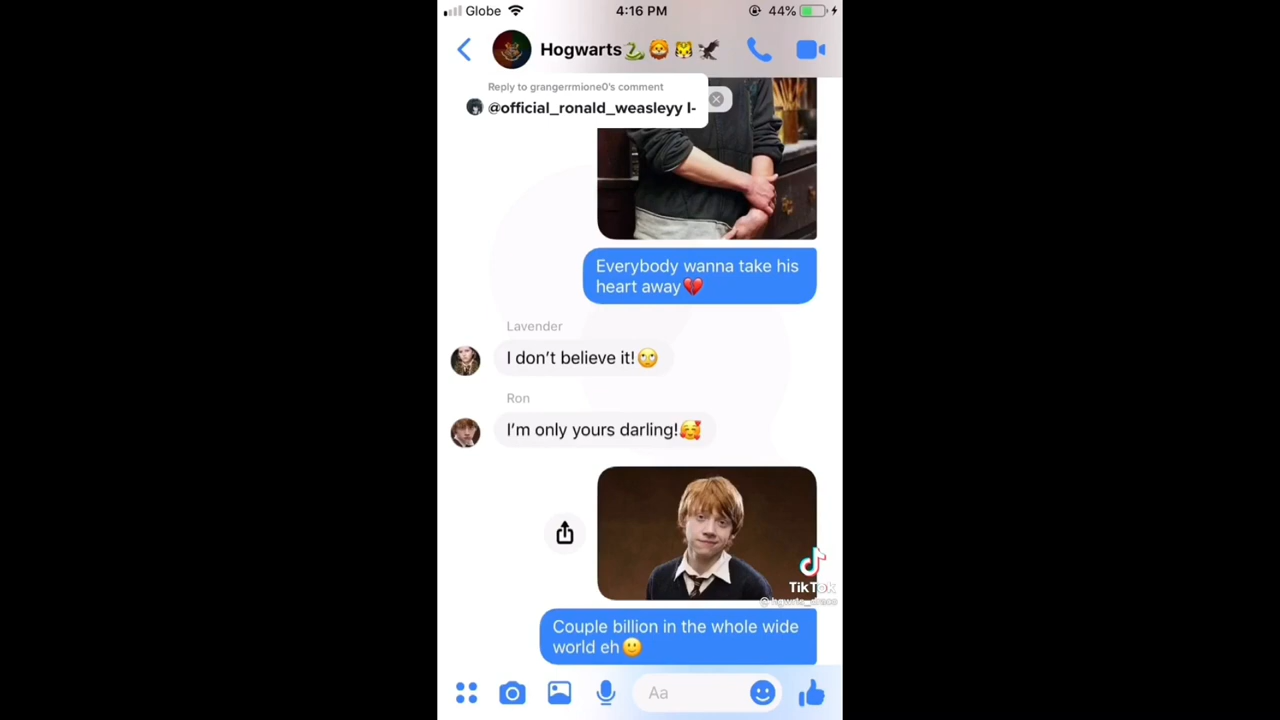 Globe
4:16 PM
44%
Hogwarts🐍🦁🐯🦅
Reply to grangerrmione0's comment
@official_ronald_weasleyy I-
Everybody wanna take his
heart away💔
Lavender
I don’t believe it!🙄
Ron
I’m only yours darling!🥰
TikTok
Couple billion in the whole wide
world eh🙂
Aa